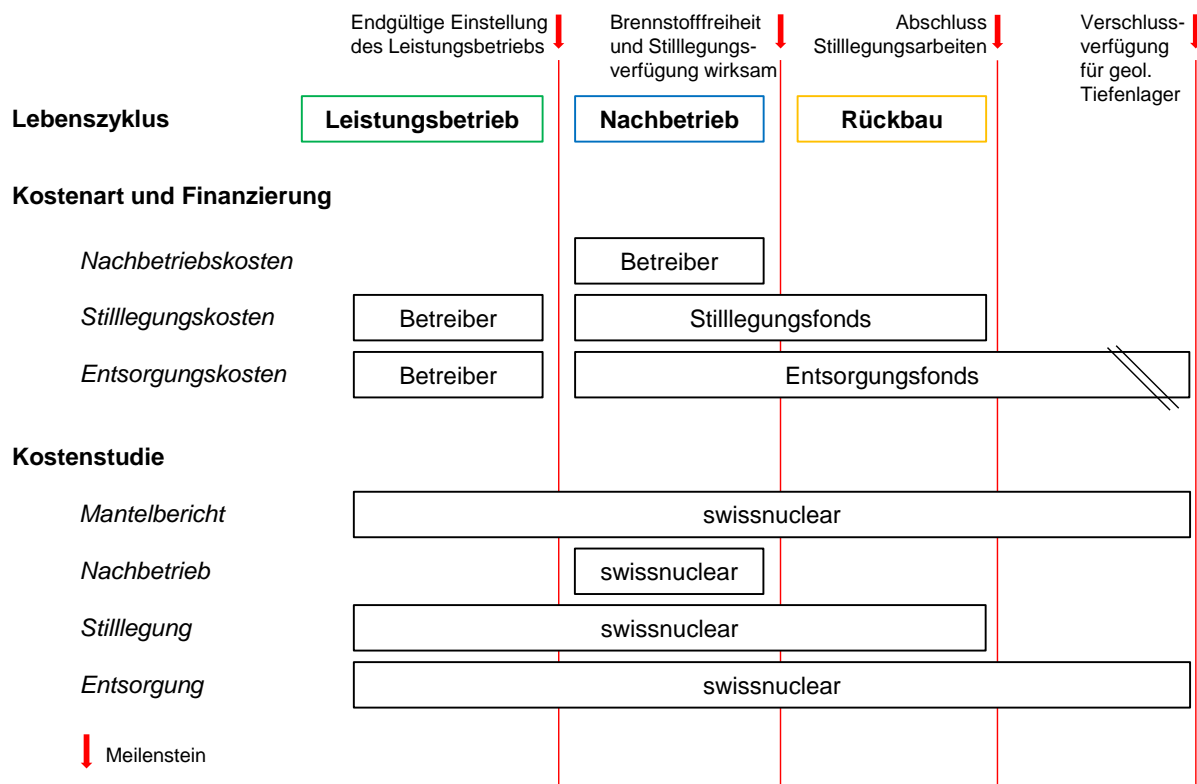 Endgültige Einstellung
des Leistungsbetriebs
Brennstofffreiheit
und Stilllegungs-
verfügung wirksam
Abschluss
Stilllegungsarbeiten
Verschluss-
verfügung
für geol.
Tiefenlager
Lebenszyklus
Leistungsbetrieb
Nachbetrieb
Rückbau
Kostenart und Finanzierung
Nachbetriebskosten
Betreiber
Stilllegungskosten
Betreiber
Stilllegungsfonds
Entsorgungskosten
Betreiber
Entsorgungsfonds
Kostenstudie
Mantelbericht
swissnuclear
Nachbetrieb
swissnuclear
Stilllegung
swissnuclear
Entsorgung
swissnuclear
Meilenstein